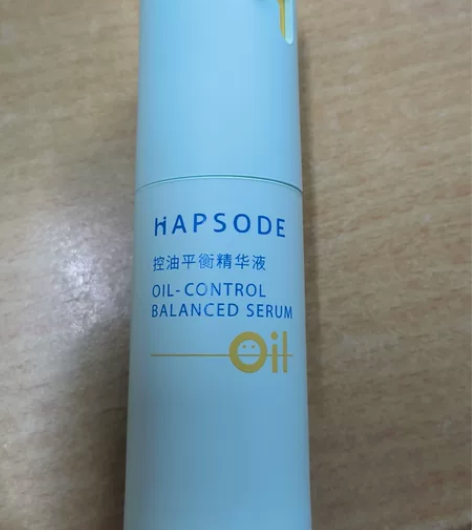 HAPSODE
控油平衡精华液
OIL-CONTROL
BALANCED SERUM
Oil